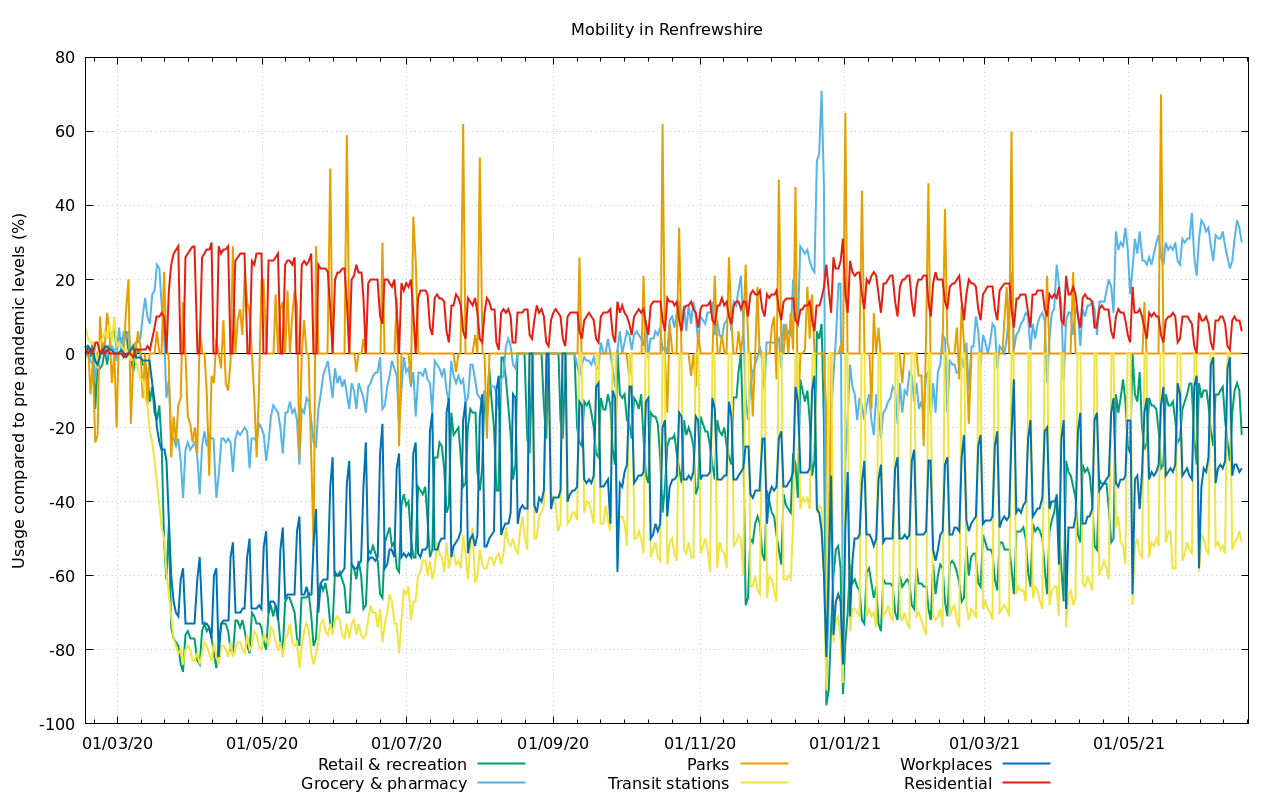 Mobility in Renfrewshire
Usage compared to pre pandemic levels (%)
80
60
40
20
0
-20
-40
-60
-80
-100
01/03/20 01/05/20 01/07/20 01/09/20 01/11/20 01/01/21 01/03/21 01/05/21
Retail & recreation Parks Workplaces
Grocery & pharmacy Transit stations Residential